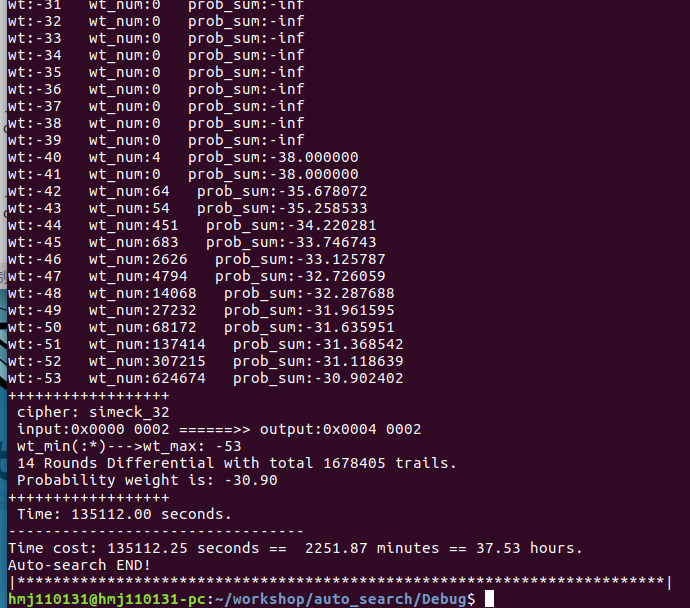 wt:-31   wt_num:0   prob_sum:-inf
wt:-32   wt_num:0   prob_sum:-inf
wt:-33   wt_num:0   prob_sum:-inf
wt:-34   wt_num:0   prob_sum:-inf
wt:-35   wt_num:0   prob_sum:-inf
wt:-36   wt_num:0   prob_sum:-inf
wt:-37   wt_num:0   prob_sum:-inf
wt:-38   wt_num:0   prob_sum:-inf
wt:-39   wt_num:0   prob_sum:-inf
wt:-40   wt_num:4   prob_sum:-38.000000
wt:-41   wt_num:0   prob_sum:-38.000000
wt:-42   wt_num:64   prob_sum:-35.678072
wt:-43   wt_num:54   prob_sum:-35.258533
wt:-44   wt_num:451   prob_sum:-34.220281
wt:-45   wt_num:683   prob_sum:-33.746743
wt:-46   wt_num:2626   prob_sum:-33.125787
wt:-47   wt_num:4794   prob_sum:-32.726059
wt:-48   wt_num:14068   prob_sum:-32.287688
wt:-49   wt_num:27232   prob_sum:-31.961595
wt:-50   wt_num:68172   prob_sum:-31.635951
wt:-51   wt_num:137414   prob_sum:-31.368542
wt:-52   wt_num:307215   prob_sum:-31.118639
wt:-53   wt_num:624674   prob_sum:-30.902402
++++++++++++++++++
 cipher: simeck_32
 input:0x0000 0002 ======>> output:0x0004 0002
 wt_min(:*)--->wt_max: -53
 14 Rounds Differential with total 1678405 trails.
 Probability weight is: -30.90
++++++++++++++++++
 Time: 135112.00 seconds.
---------------------------------
Time cost: 135112.25 seconds ==  2251.87 minutes == 37.53 hours.
Auto-search END!
|*************************************************************************|
hmj110131@hmj110131-pc:~/workshop/auto_search/Debug$